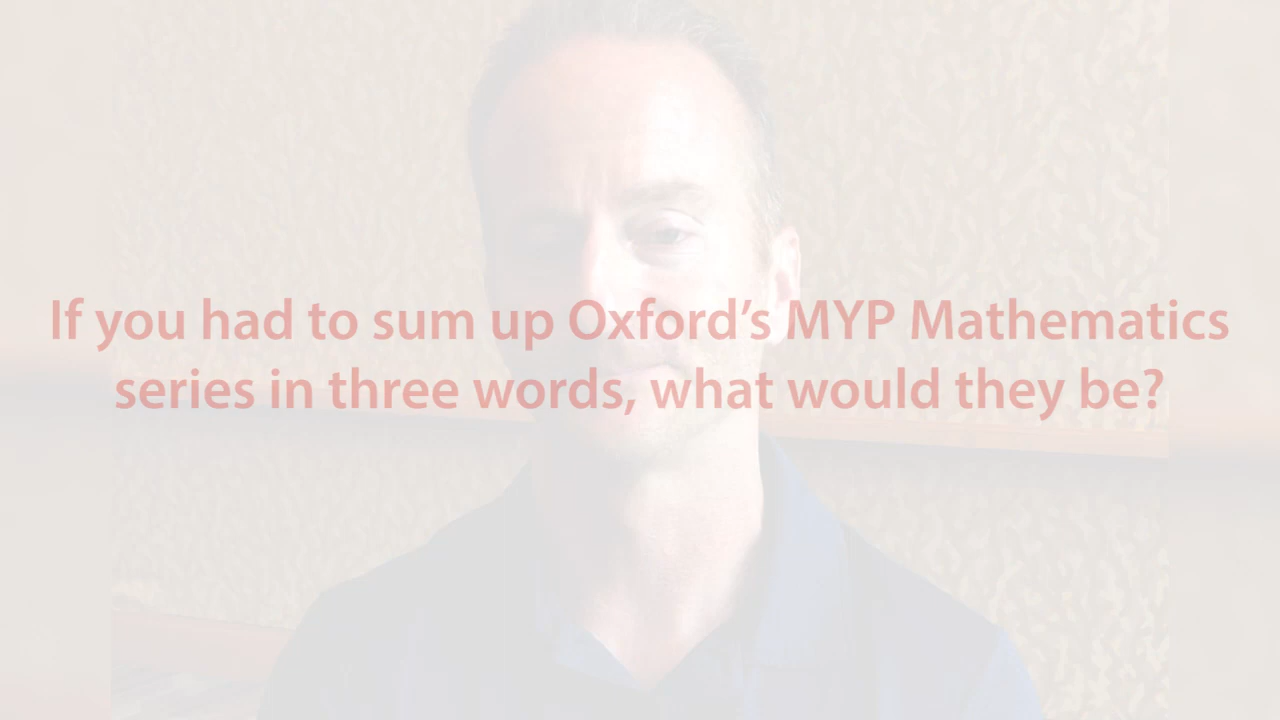 If you had to sum up Oxford’s MYP Mathematics
series in three words, what would they be?